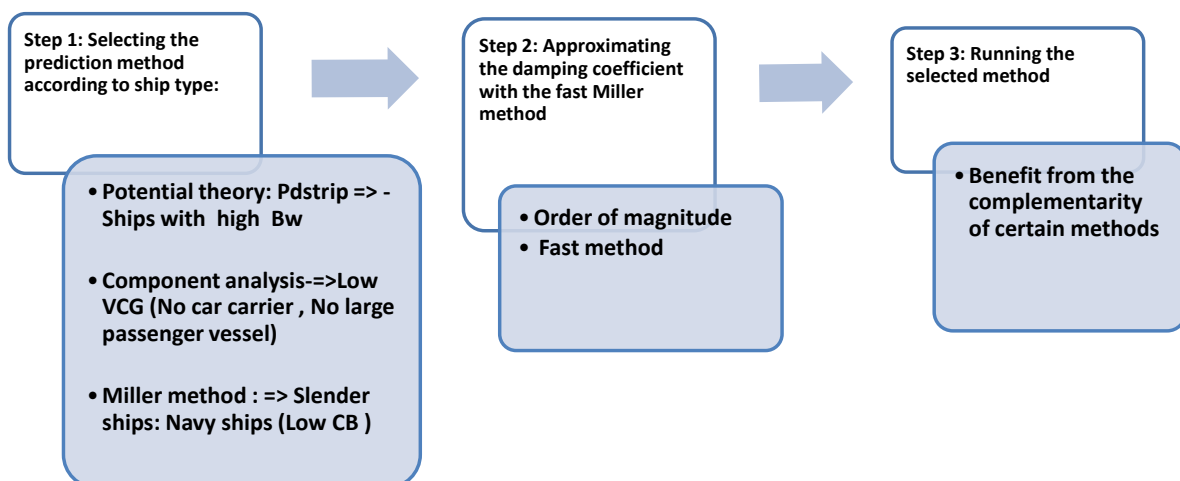 Step 1: Selecting the
prediction method
according to ship type:
• Potential theory: Pdstrip => -
Ships with high Bw
• Component analysis-=>Low
VCG (No car carrier , No large
passenger vessel)
• Miller method : => Slender
ships: Navy ships (Low CB )
Step 2: Approximating
the damping coefficient
with the fast Miller
method
• Order of magnitude
• Fast method
Step 3: Running the
selected method
• Benefit from the
complementarity
of certain methods